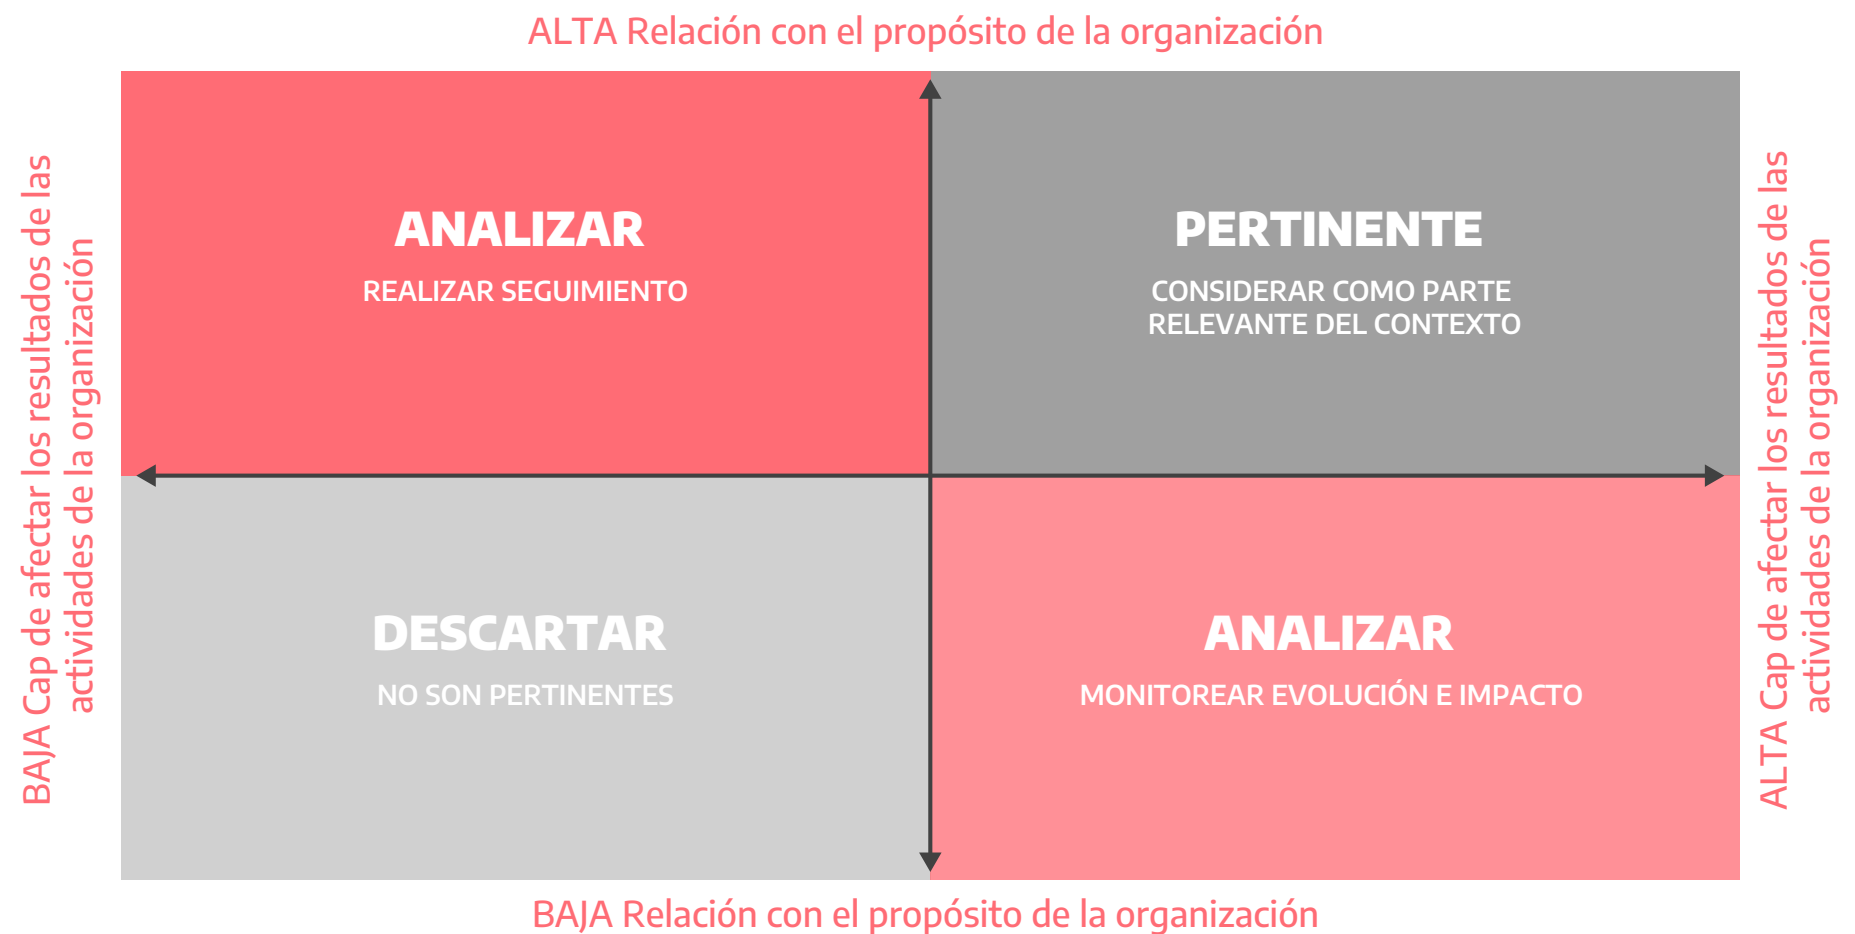 ALTA Relación con el propósito de la organización
BAJA Cap de afectar los resultados de las
actividades de la organización
ANALIZAR
REALIZAR SEGUIMIENTO
PERTINENTE
CONSIDERAR COMO PARTE
RELEVANTE DEL CONTEXTO
DESCARTAR
NO SON PERTINENTES
ANALIZAR
MONITOREAR EVOLUCIÓN E IMPACTO
ALTA Cap de afectar los resultados de las
actividades de la organización
BAJA Relación con el propósito de la organización